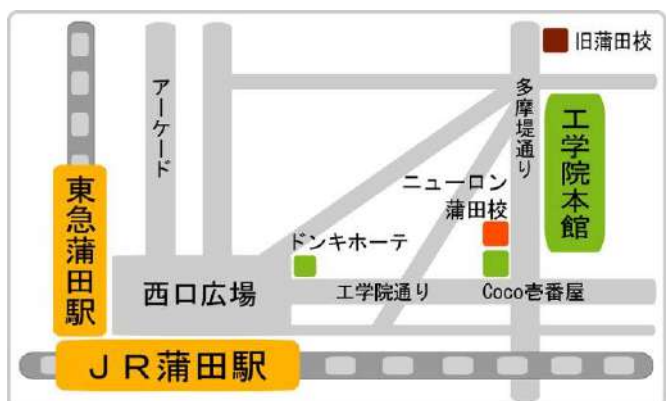 旧蒲田校
アーケード
多摩堤通り
工学院本館
東急蒲田駅
ニューロン
蒲田校
ドンキホーテ
西口広場
工学院通り
Coco壱番屋
JR蒲田駅